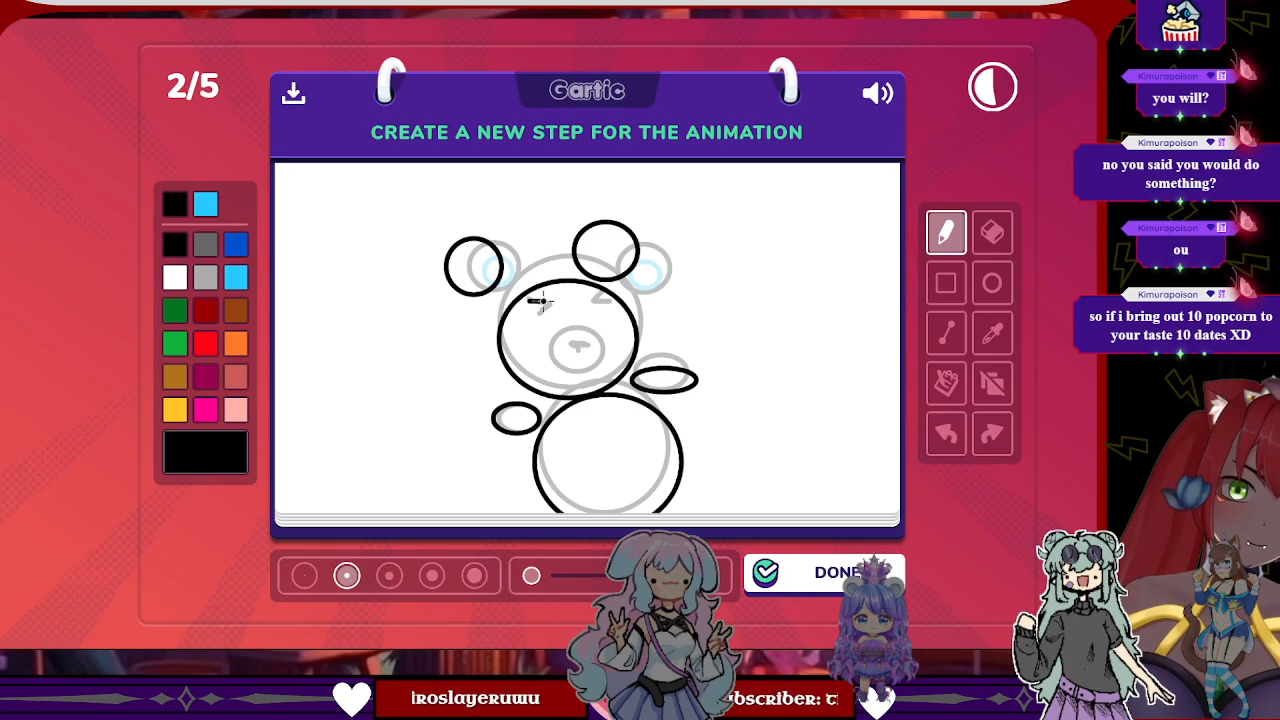 2/5
Gartic
CREATE A NEW STEP FOR THE ANIMATION
Kimurapoison
you will?
Kimurapoison
no you said you would do
something?
Kimurapoison
ou
Kimurapoison
so if i bring out 10 popcorn to
your taste 10 dates XD
DONE
iroslayeruwu
ubscriber: